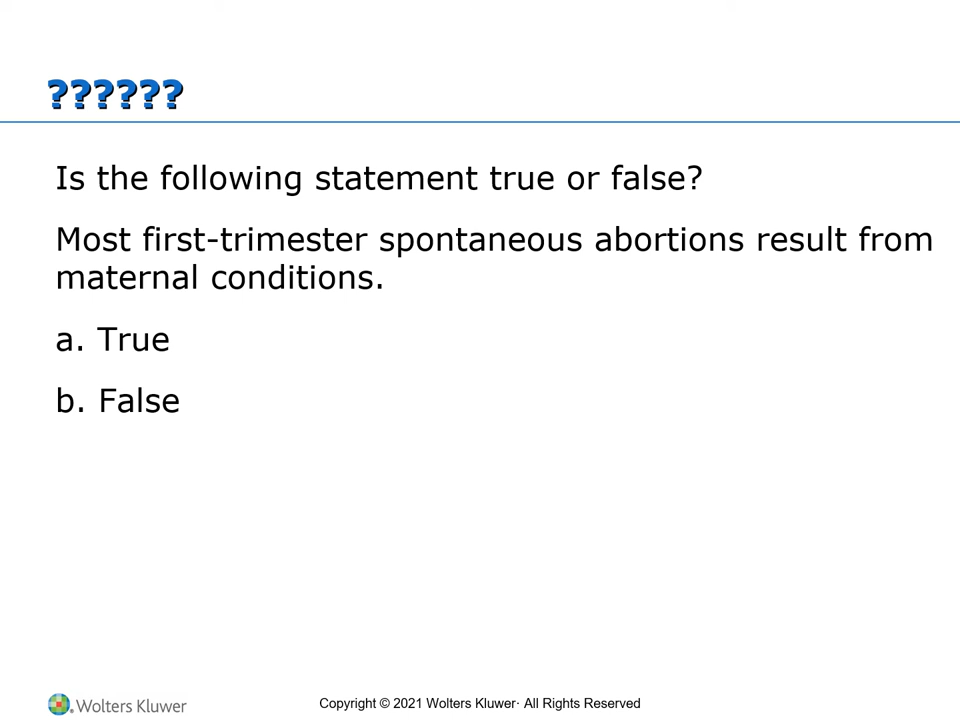 ??????
Is the following statement true or false?
Most first-trimester spontaneous abortions result from
maternal conditions.
a. True
b. False
Wolters Kluwer
Copyright © 2021 Wolters Kluwer· All Rights Reserved